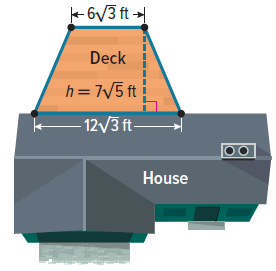 6√3 ft
Deck
h = 7√5 ft
12√3 ft
House